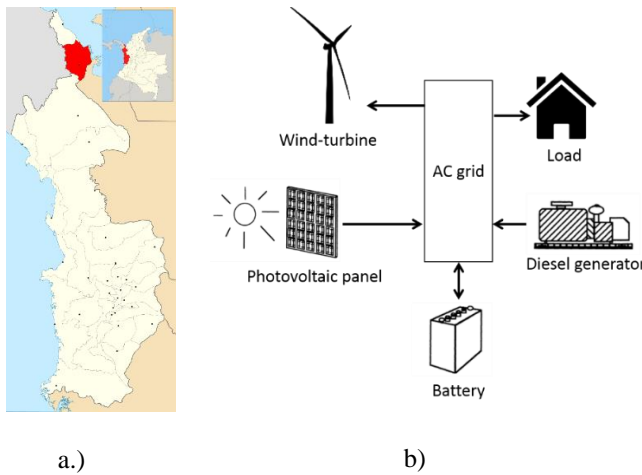 Wind-turbine
AC grid
Load
Photovoltaic panel
Diesel generator
Battery
a.)
b)